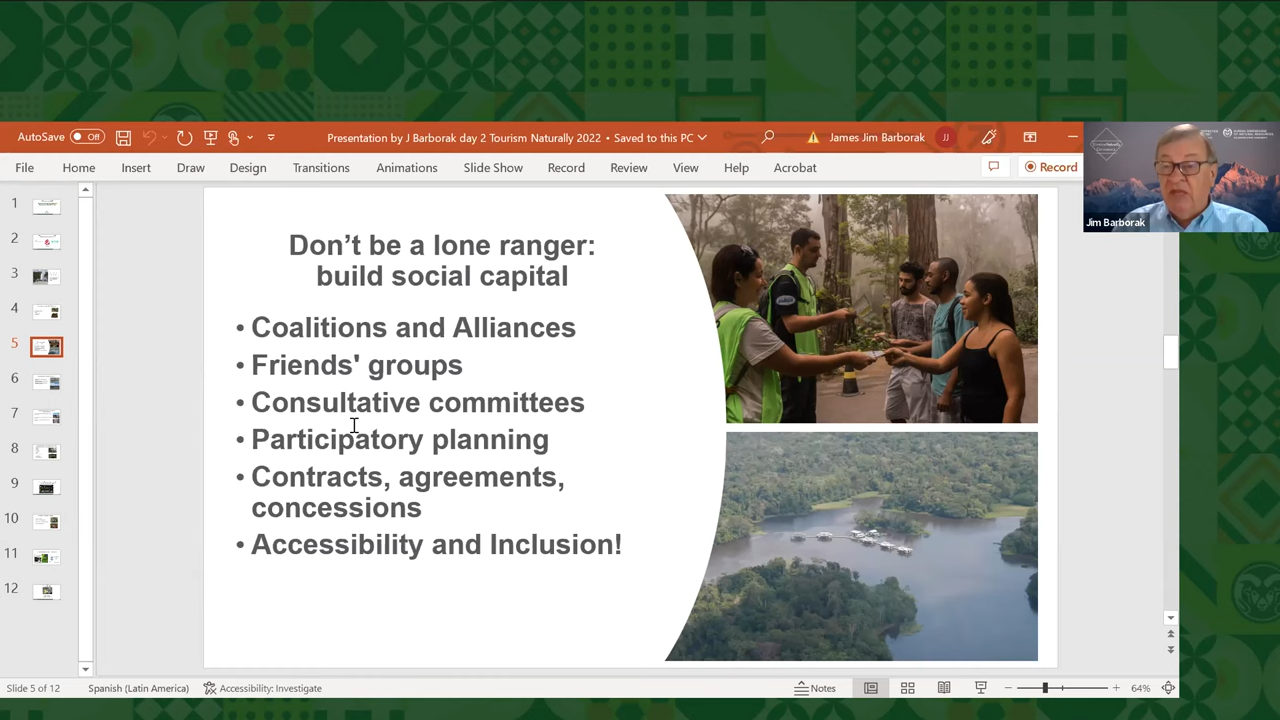 AutoSave Off
Presentation by J Barborak day 2 Tourism Naturally 2022 • Saved to this PC
James Jim Barborak JJ
File Home Insert Draw Design Transitions Animations Slide Show Record Review View Help Acrobat
Record
Jim Barborak
1
2
3
4
5
6
7
8
9
10
11
12
Don’t be a lone ranger:
build social capital
• Coalitions and Alliances
• Friends' groups
• Consultative committees
• Participatory planning
• Contracts, agreements,
concessions
• Accessibility and Inclusion!
Slide 5 of 12 Spanish (Latin America) Accessibility: Investigate Notes 64%